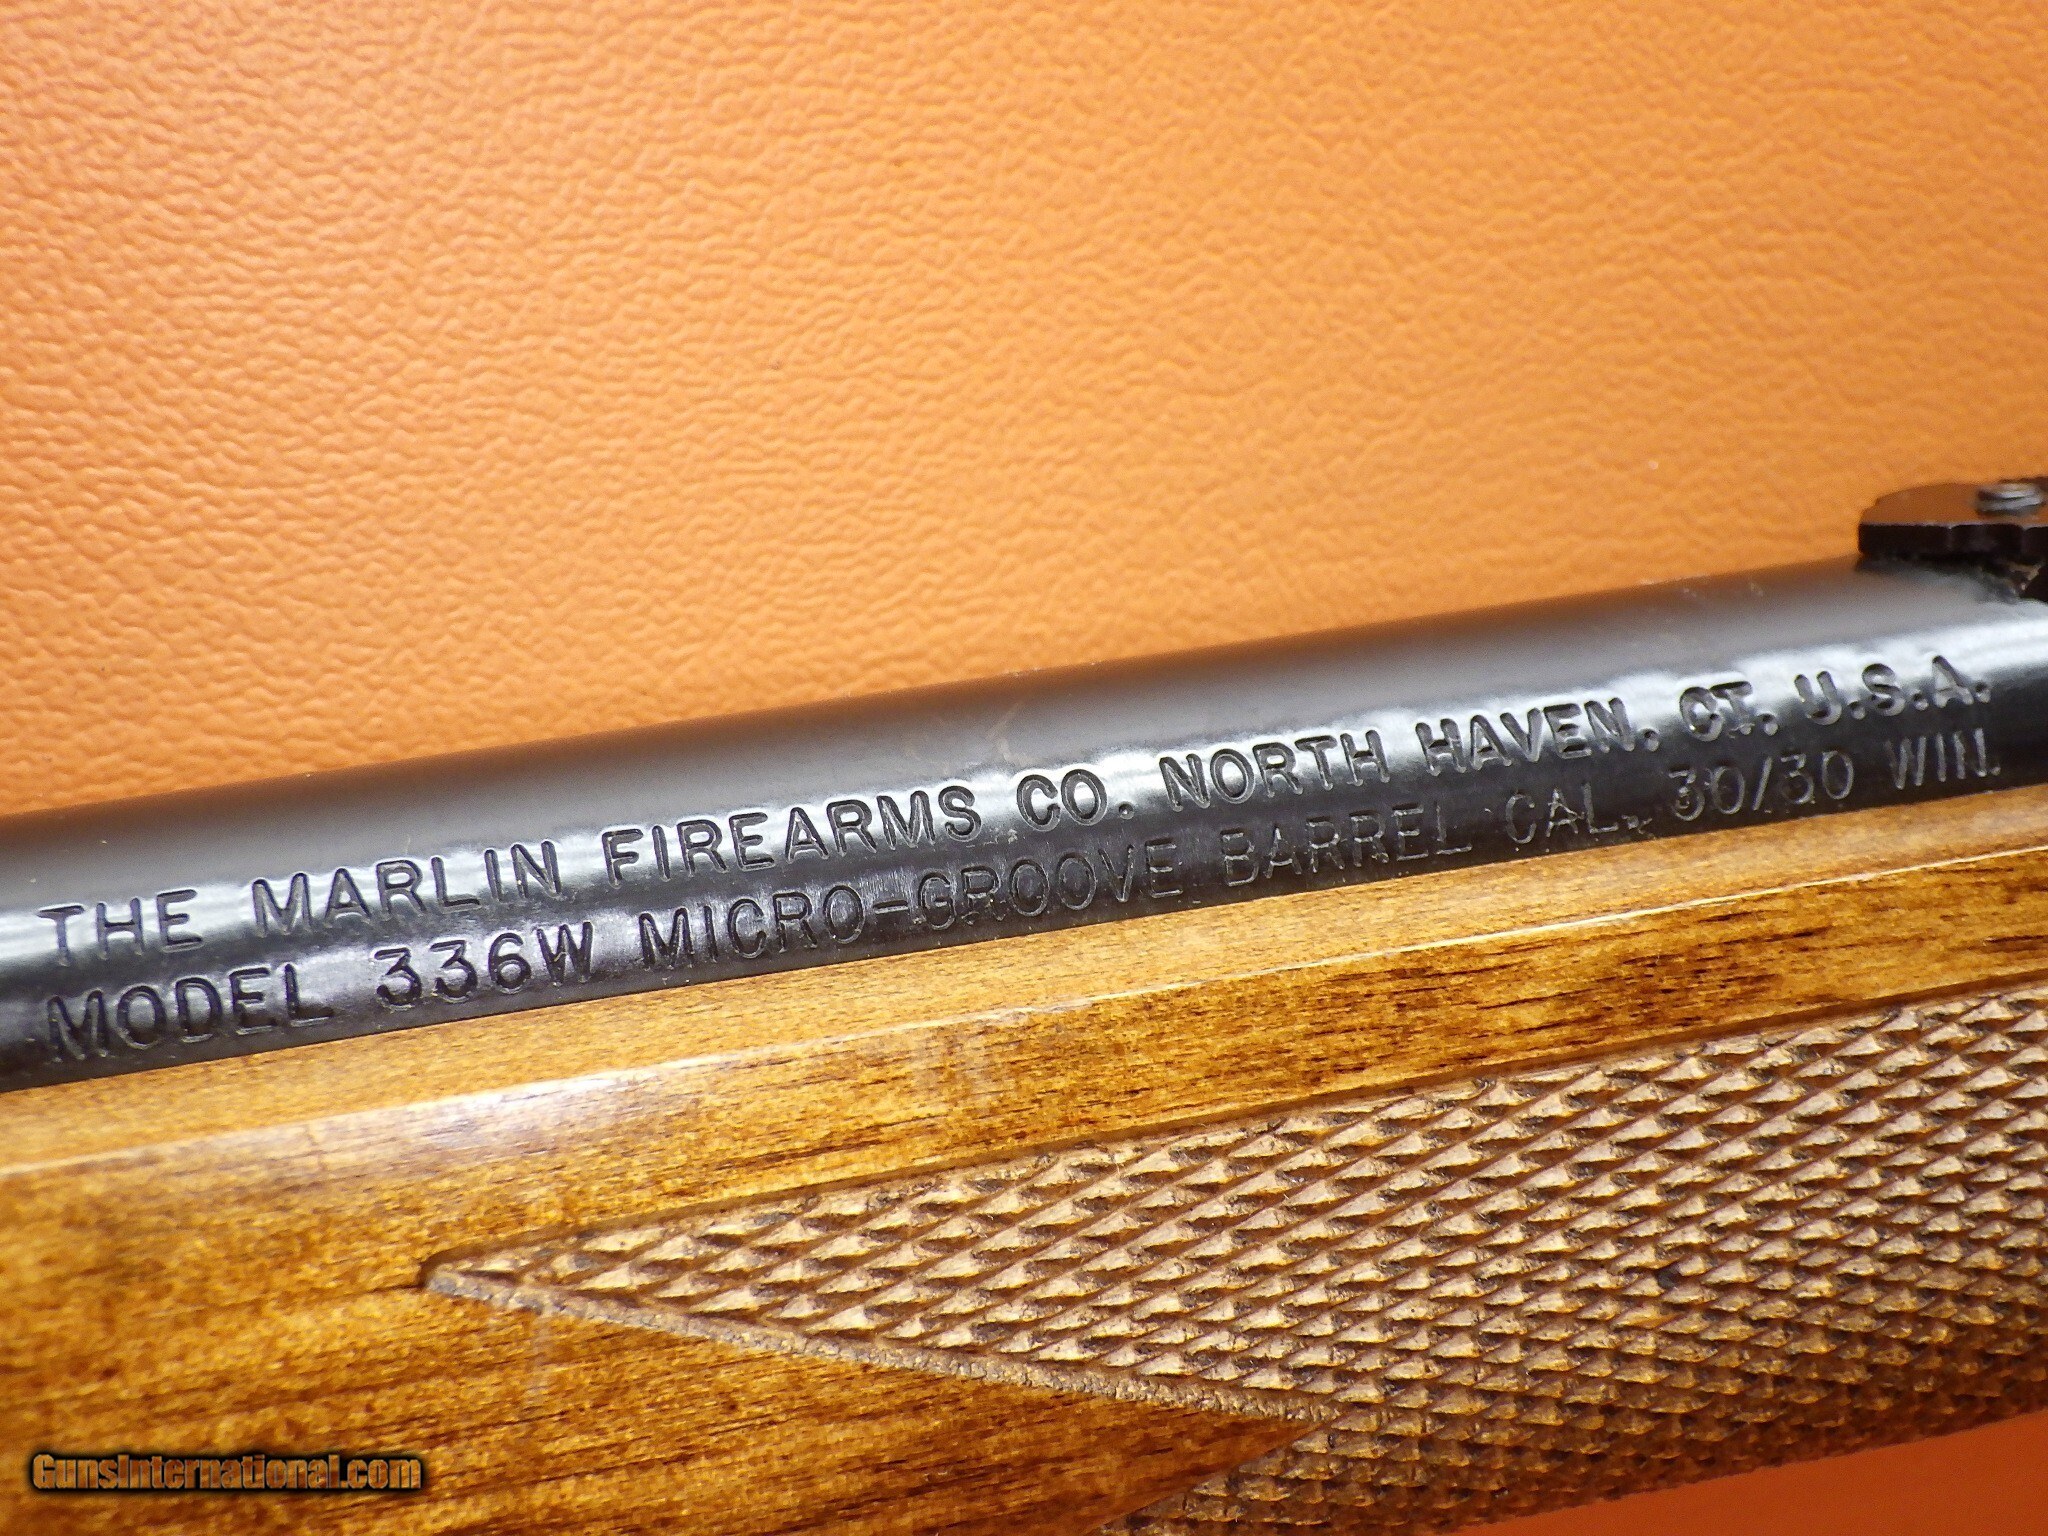 THE MARLIN FIREARMS CO. NORTH HAVEN, CT. U.S.A.
MODEL 336W MICRO-GROOVE BARREL CAL. 30/30 WIN.
GunsInternational.com